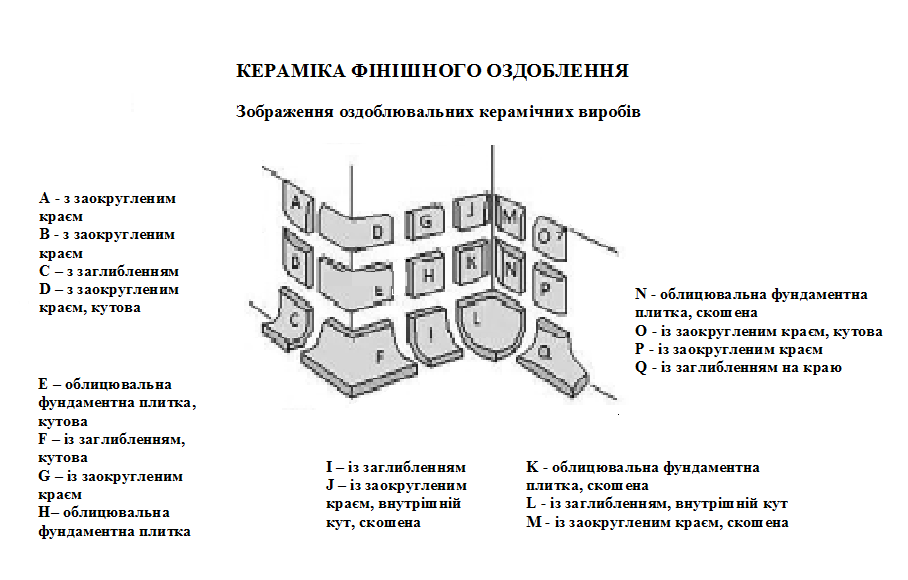 КЕРАМІКА ФІНІШНОГО ОЗДОБЛЕННЯ
Зображення оздоблювальних керамічних виробів
A - з заокругленим
краєм
B - з заокругленим
краєм
C – з заглибленням
D – з заокругленим
краєм, кутова
E – облицювальна
фундаментна плитка,
кутова
F – із заглибленням,
кутова
G – із заокругленим
краєм
H– облицювальна
фундаментна плитка
A
D
G
J
M
O
B
E
H
K
N
P
C
F
I
L
Q
I – із заглибленням
J – із заокругленим
краєм, внутрішній
кут, скошена
K - облицювальна фундаментна
плитка, скошена
L - із заглибленням, внутрішній кут
M - із заокругленим краєм, скошена
N - облицювальна фундаментна
плитка, скошена
O - із заокругленим краєм, кутова
P - із заокругленим краєм
Q - із заглибленням на краю